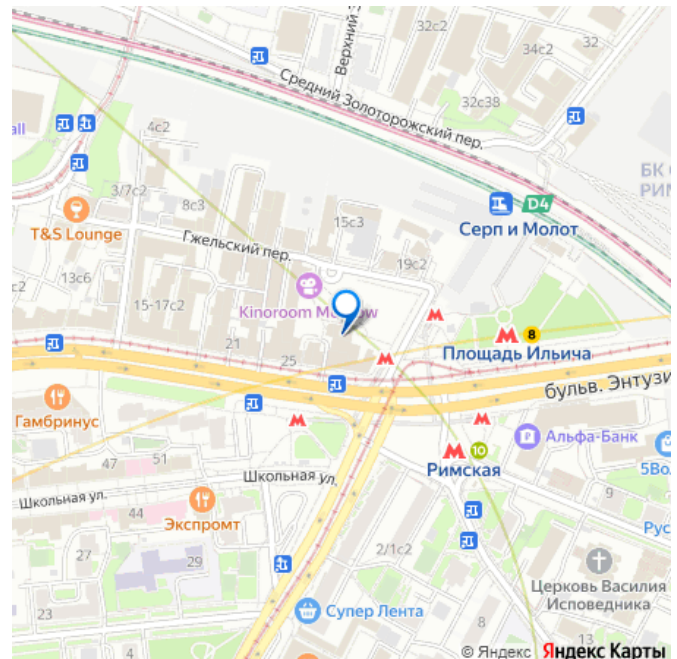 32с2
34с2
32
Верхний
Средний Золоторожский пер.
32с38
4с2
all
3/7с2
8с3
15с3
T&S Lounge
Гжельский пер.
19с2
D4
Серп и Молот
13с6
15-17с2
21
25
8
Площадь Ильича
бульв. Энтузи
Гамбринус
47
51
Школьная ул.
Школьная ул.
10
Римская
Альфа-Банк
44
Экспромт
27
29
2/1с2
Рус
Церковь Василия
Исповедника
23
4
Супер Лента
8
13
© Яндекс Яндекс Карты